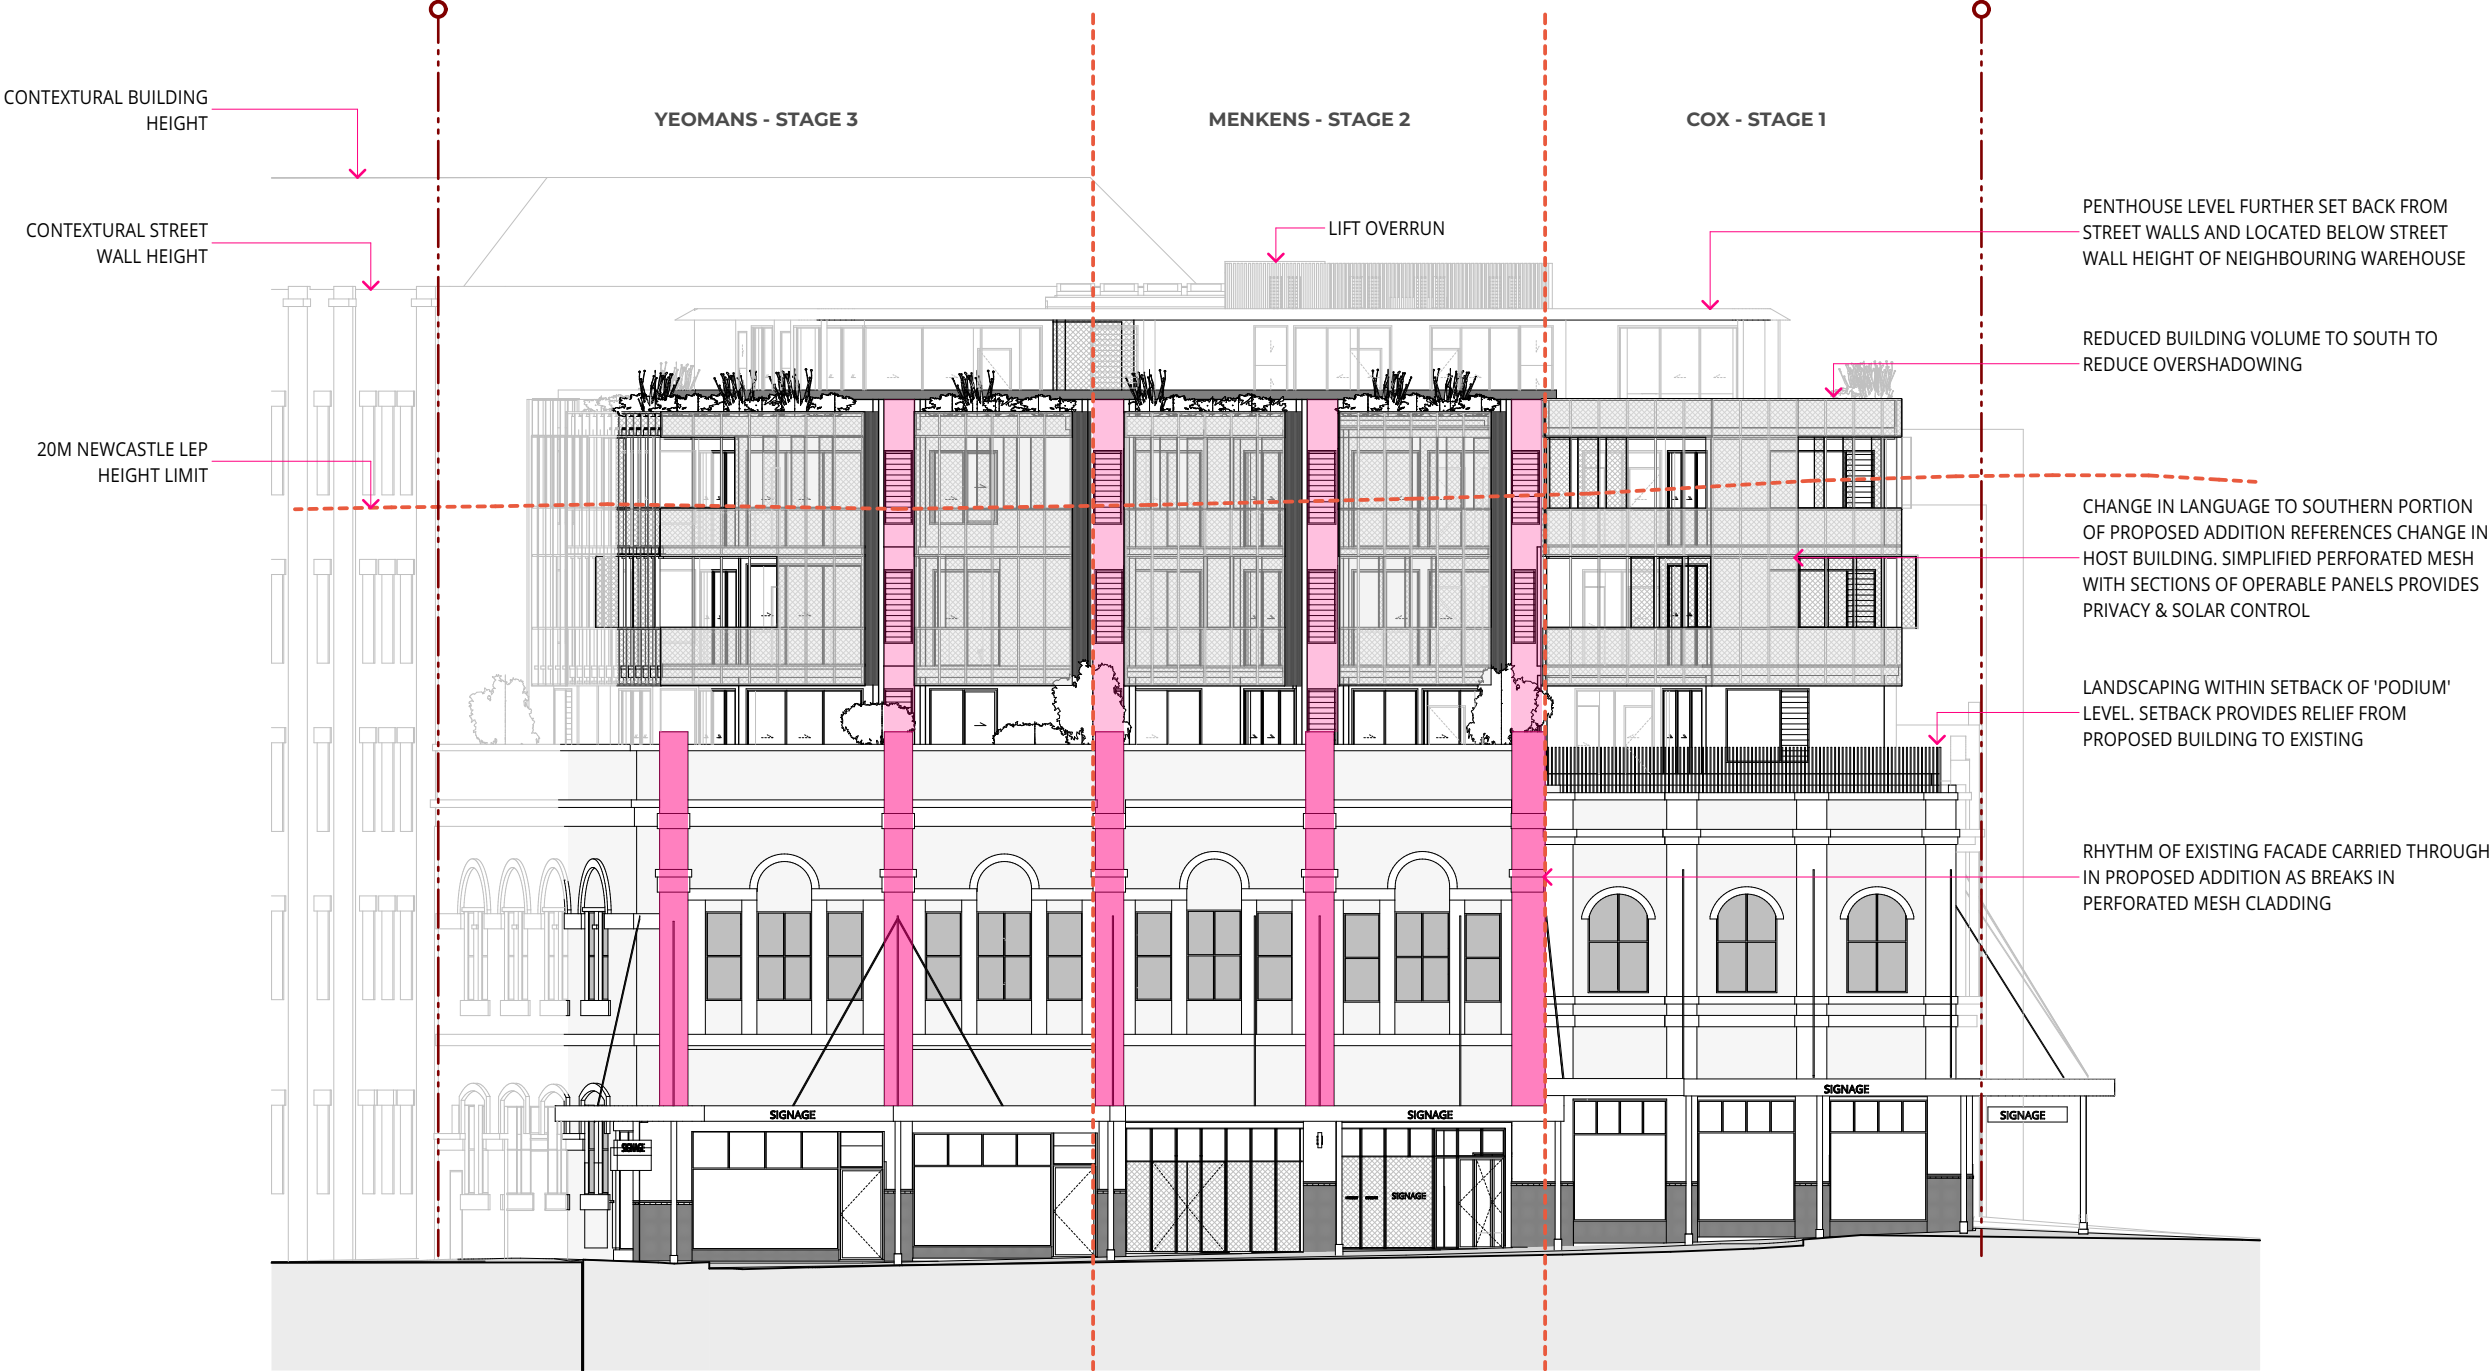 CONTEXTURAL BUILDING
HEIGHT
CONTEXTURAL STREET
WALL HEIGHT
20M NEWCASTLE LEP
HEIGHT LIMIT
YEOMANS - STAGE 3
MENKENS - STAGE 2
COX - STAGE 1
LIFT OVERRUN
PENTHOUSE LEVEL FURTHER SET BACK FROM
STREET WALLS AND LOCATED BELOW STREET
WALL HEIGHT OF NEIGHBOURING WAREHOUSE
REDUCED BUILDING VOLUME TO SOUTH TO
REDUCE OVERSHADOWING
CHANGE IN LANGUAGE TO SOUTHERN PORTION
OF PROPOSED ADDITION REFERENCES CHANGE IN
HOST BUILDING. SIMPLIFIED PERFORATED MESH
WITH SECTIONS OF OPERABLE PANELS PROVIDES
PRIVACY & SOLAR CONTROL
LANDSCAPING WITHIN SETBACK OF 'PODIUM'
LEVEL. SETBACK PROVIDES RELIEF FROM
PROPOSED BUILDING TO EXISTING
RHYTHM OF EXISTING FACADE CARRIED THROUGH
IN PROPOSED ADDITION AS BREAKS IN
PERFORATED MESH CLADDING
SIGNAGE
SIGNAGE
SIGNAGE
SIGNAGE
SIGNAGE
SIGNAGE